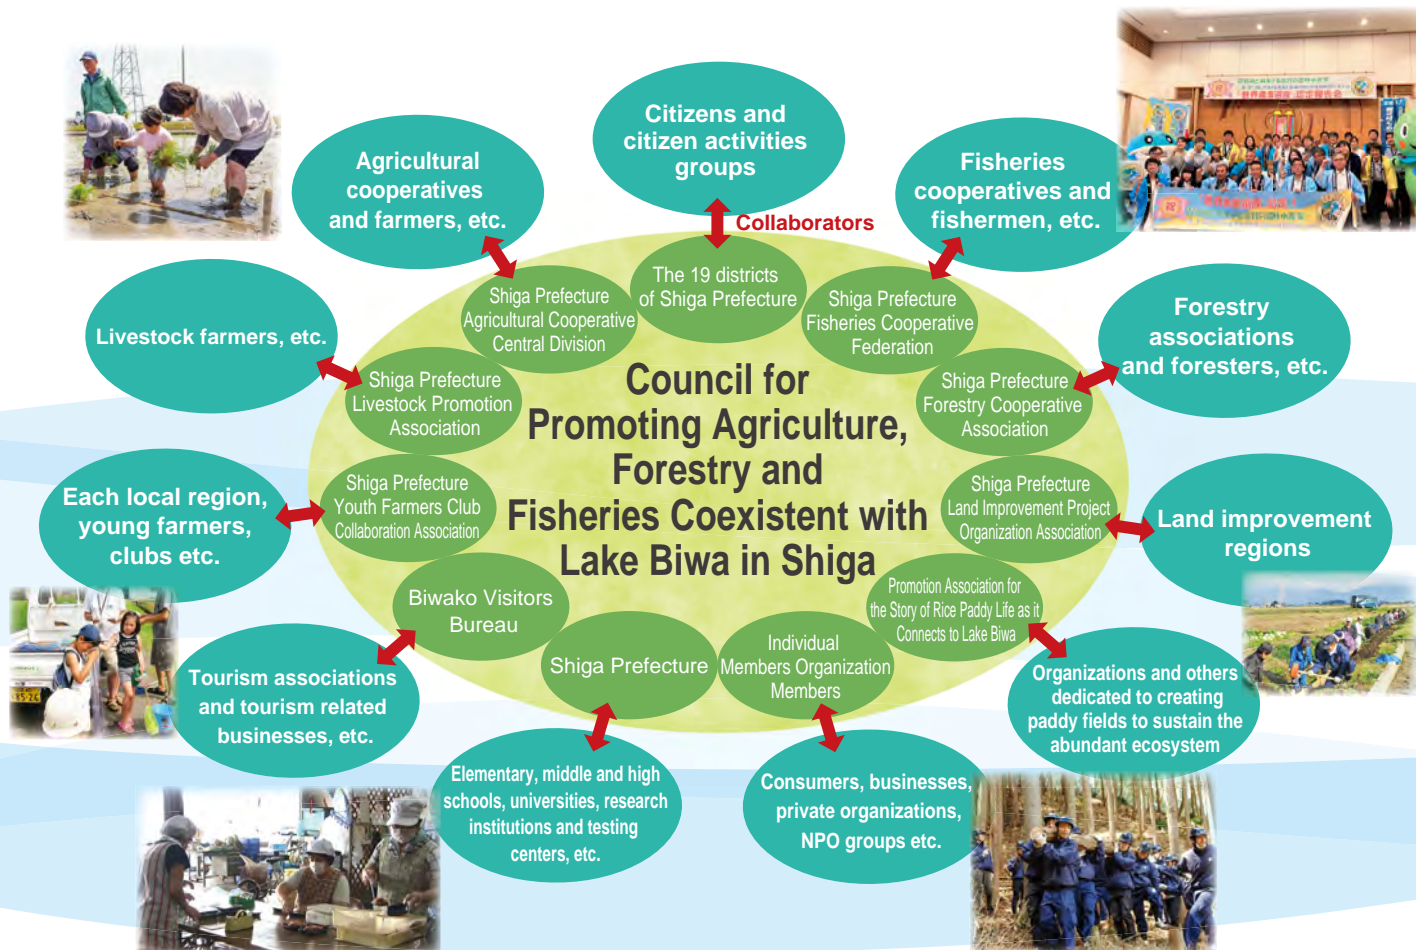 Citizens and
citizen activities
groups
Agricultural
cooperatives
and farmers, etc.
Fisheries
cooperatives and
fishermen, etc.
Collaborators
The 19 districts
of Shiga Prefecture
Shiga Prefecture
Agricultural Cooperative
Central Division
Shiga Prefecture
Fisheries Cooperative
Federation
Livestock farmers, etc.
Forestry
associations
and foresters, etc.
Shiga Prefecture
Livestock Promotion
Association
Shiga Prefecture
Forestry Cooperative
Association
Council for
Promoting Agriculture,
Forestry and
Fisheries Coexistent with
Lake Biwa in Shiga
Each local region,
young farmers,
clubs etc.
Shiga Prefecture
Youth Farmers Club
Collaboration Association
Shiga Prefecture
Land Improvement Project
Organization Association
Land improvement
regions
Biwako Visitors
Bureau
Promotion Association for
the Story of Rice Paddy Life as it
Connects to Lake Biwa
Shiga Prefecture
Individual
Members Organization
Members
Tourism associations
and tourism related
businesses, etc.
Organizations and others
dedicated to creating
paddy fields to sustain the
abundant ecosystem
Elementary, middle and high
schools, universities, research
institutions and testing
centers, etc.
Consumers, businesses,
private organizations,
NPO groups etc.